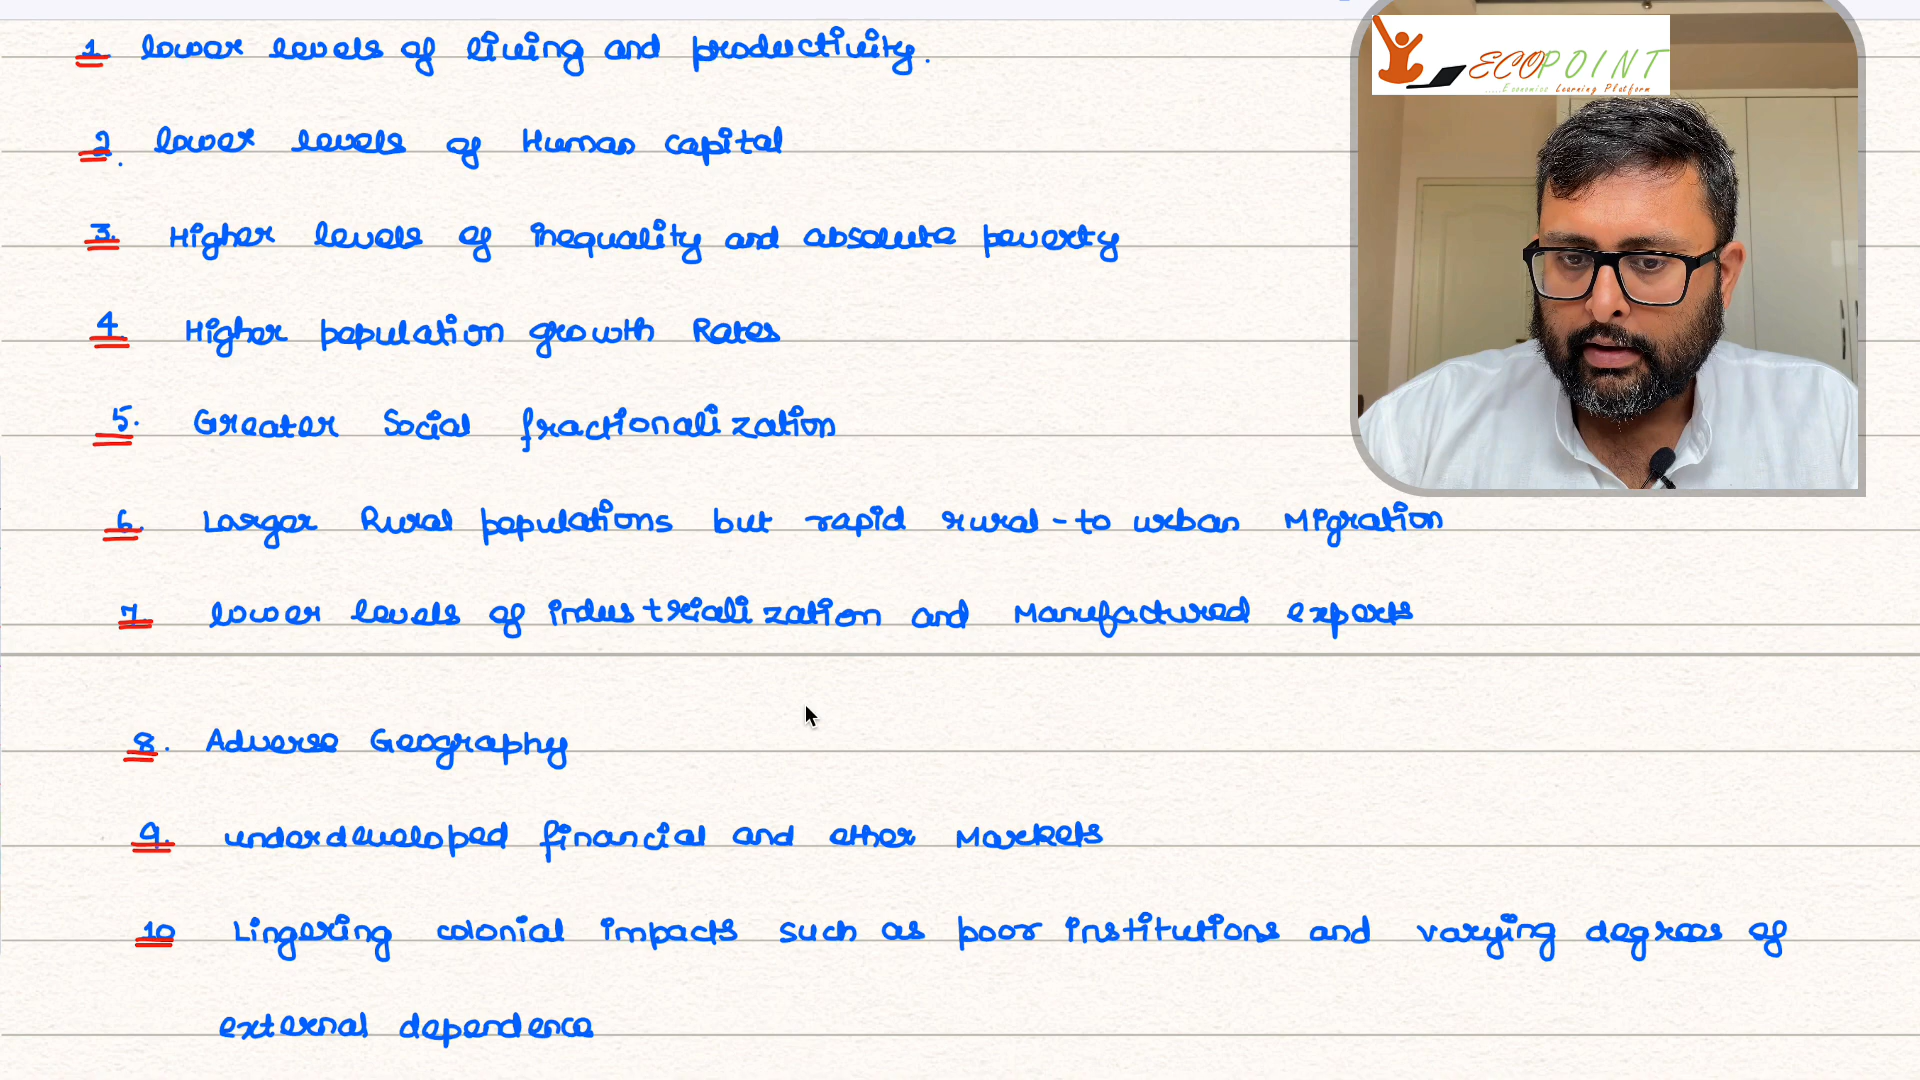 1 lower levels of living and productivity.
ECOPOINT
.....Economics Learning Platform
2. lower levels of Human capital
3. Higher levels of inequality and absolute poverty
4 Higher population growth Rates
5. Greater Social fractionalization
6. Larger Rural populations but rapid rural-to urban Migration
7. lower levels of industrialization and Manufactured exports
8. Adverse Geography
9. underdeveloped financial and other Markets
10 Lingering colonial impacts such as poor institutions and varying degrees of
external dependence